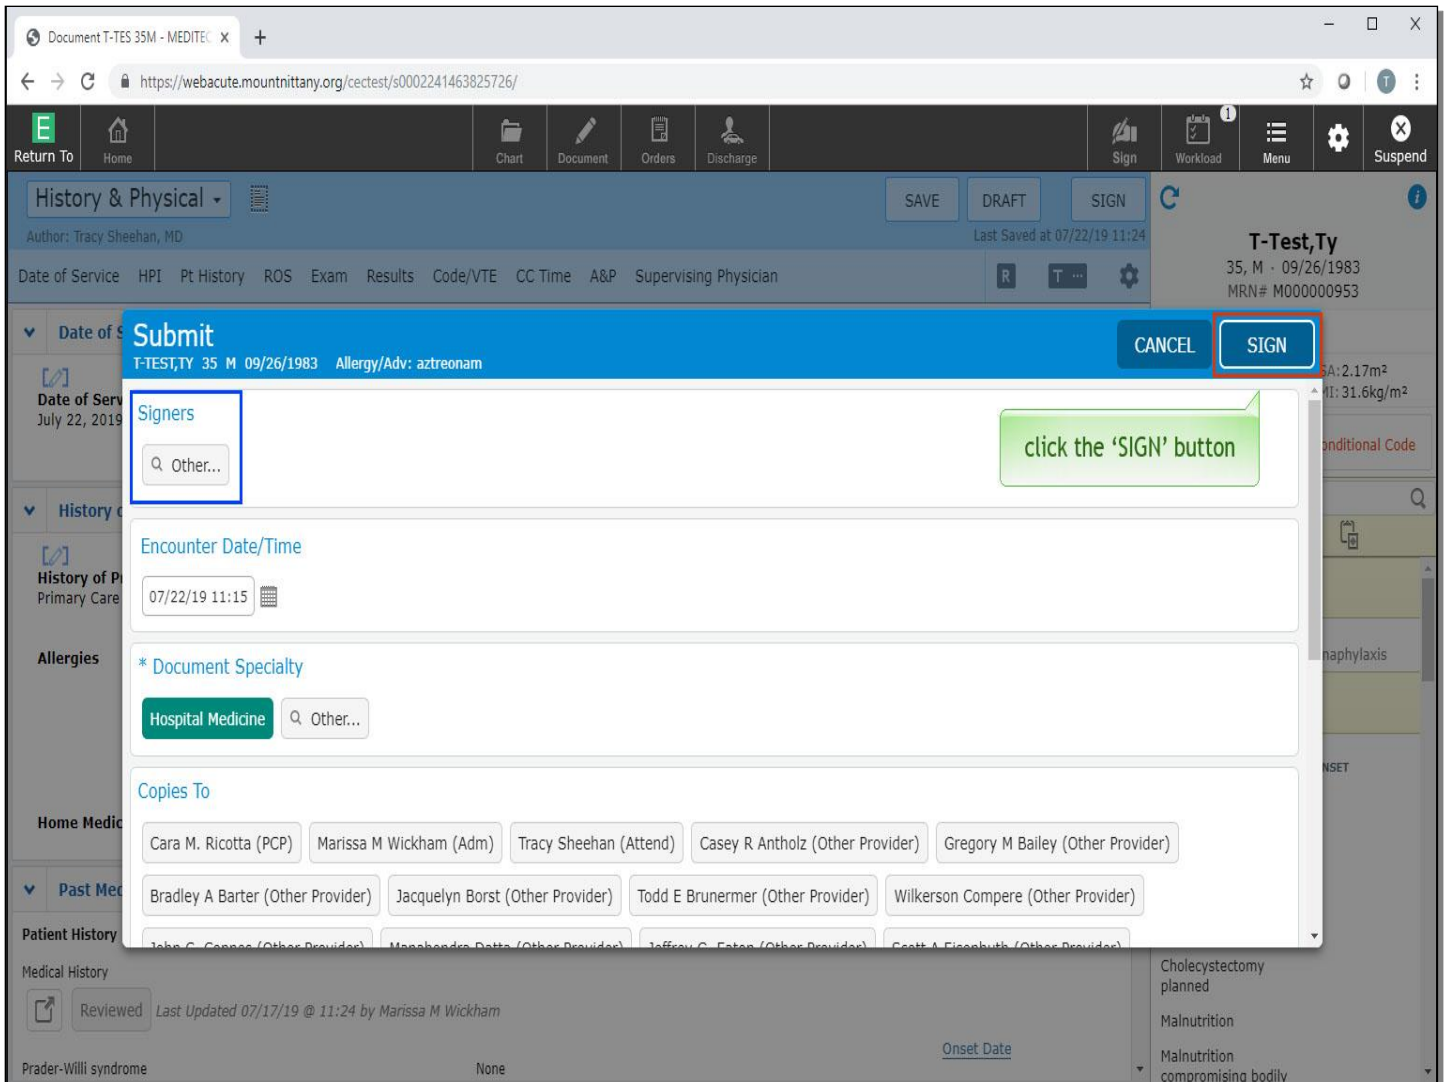 Document T-TES 35M - MEDITEC x +
https://webacute.mountnittany.org/cectest/s0002241463825726/
T
E
1
Return To Home Chart Document Orders Discharge Sign Workload Menu Suspend
History & Physical SAVE DRAFT SIGN
Author: Tracy Sheehan, MD Last Saved at 07/22/19 11:24
T-Test,Ty
35, M · 09/26/1983
MRN# M000000953
Date of Service HPI Pt History ROS Exam Results Code/VTE CC Time A&P Supervising Physician R T ...
Date of S
Submit
T-TEST,TY 35 M 09/26/1983 Allergy/Adv: aztreonam
CANCEL SIGN
Date of Serv
July 22, 2019
SA: 2.17m²
MI: 31.6kg/m²
Signers
Other...
click the ‘SIGN’ button
onditional Code
History o
Encounter Date/Time
History of P
Primary Care
07/22/19 11:15
Allergies
* Document Specialty
naphylaxis
Hospital Medicine Other...
NSET
Copies To
Home Medic
Cara M. Ricotta (PCP) Marissa M Wickham (Adm) Tracy Sheehan (Attend) Casey R Antholz (Other Provider) Gregory M Bailey (Other Provider)
Past Med
Bradley A Barter (Other Provider) Jacquelyn Borst (Other Provider) Todd E Brunermer (Other Provider) Wilkerson Compere (Other Provider)
Patient History
Medical History
Reviewed Last Updated 07/17/19 @ 11:24 by Marissa M Wickham
Onset Date
Prader-Willi syndrome None
Cholecystectomy
planned
Malnutrition
Malnutrition
compromising bodily